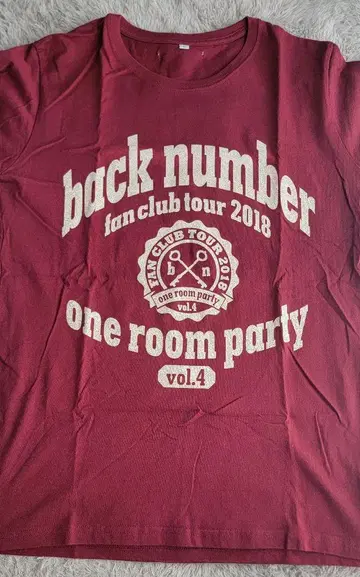 back number
fan club tour 2018
FAN CLUB TOUR 2018
b n
one room party
vol.4
one room party
vol.4